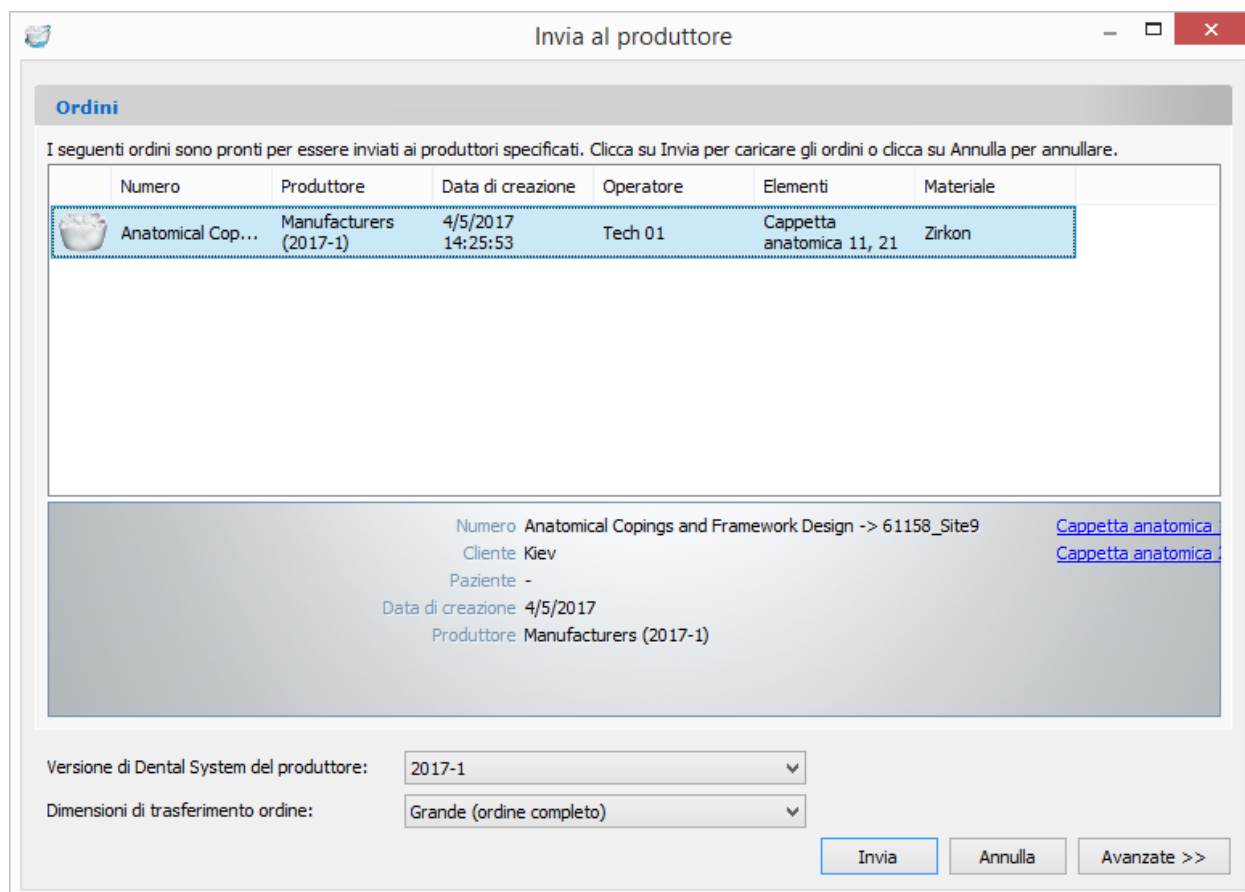 Invia al produttore
Ordini
I seguenti ordini sono pronti per essere inviati ai produttori specificati. Clicca su Invia per caricare gli ordini o clicca su Annulla per annullare.
Numero Produttore Data di creazione Operatore Elementi Materiale
Anatomical Cop... Manufacturers (2017-1) 4/5/2017 14:25:53 Tech 01 Cappetta anatomica 11, 21 Zirkon
Numero Anatomical Copings and Framework Design -> 61158_Site9 Cappetta anatomica
Cliente Kiev Cappetta anatomica
Paziente -
Data di creazione 4/5/2017
Produttore Manufacturers (2017-1)
Versione di Dental System del produttore: 2017-1
Dimensioni di trasferimento ordine: Grande (ordine completo)
Invia Annulla Avanzate >>